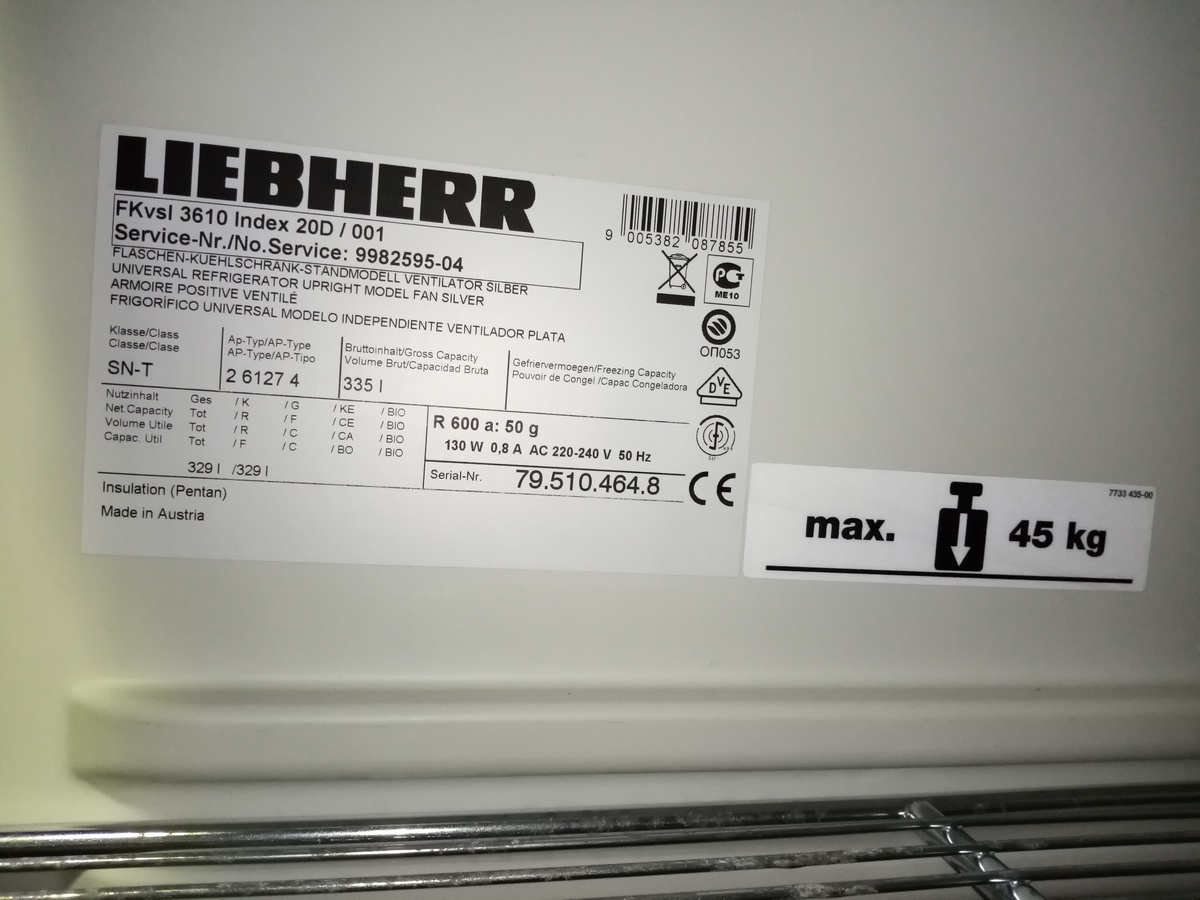 LIEBHERR
FKvsl 3610 Index 20D / 001
Service-Nr./No.Service: 9982595-04
9 005382 087855
FLASCHEN-KUEHLSCHRANK-STANDMODELL VENTILATOR SILBER
UNIVERSAL REFRIGERATOR UPRIGHT MODEL FAN SILVER
ARMOIRE POSITIVE VENTILÉ
FRIGORÍFICO UNIVERSAL MODELO INDEPENDIENTE VENTILADOR PLATA
РСТ
ME10
ОП053
DVE
Klasse/Class
Classe/Clase
SN-T
Ap-Typ/AP-Type
AP-Type/AP-Tipo
2 6127 4
Bruttoinhalt/Gross Capacity
Volume Brut/Capacidad Bruta
335 l
Gefriervermoegen/Freezing Capacity
Pouvoir de Congel /Capac Congeladora
Nutzinhalt Ges / K / G / KE / BIO
Net.Capacity Tot / R / F / CE / BIO
Volume Utile Tot / R / C / CA / BIO
Capac. Util Tot / F / C / BO / BIO
329 l /329 l
R 600 a: 50 g
130 W 0,8 A AC 220-240 V 50 Hz
Serial-Nr. 79.510.464.8
CE
Insulation (Pentan)
Made in Austria
7733 435-00
max. 45 kg